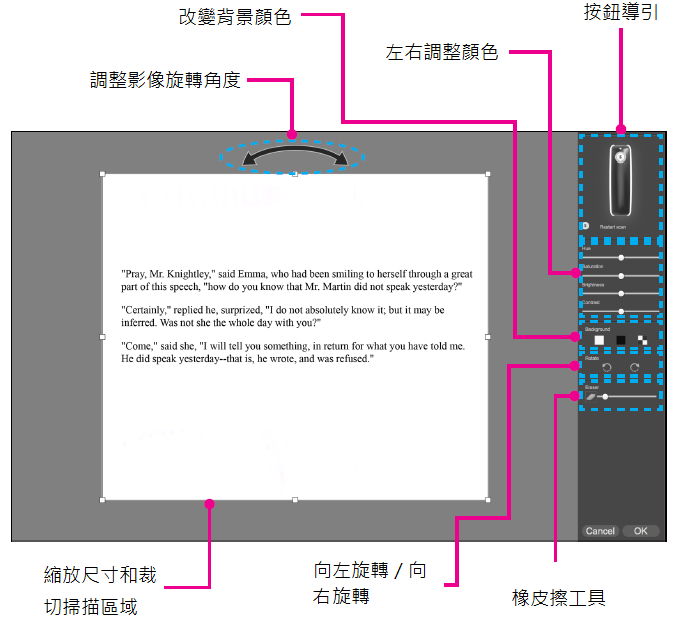 改變背景顏色
按鈕導引
左右調整顏色
調整影像旋轉角度
Restart scan
Hue
Saturation
Brightness
Contrast
Background
Rotate
Eraser
"Pray, Mr. Knightley," said Emma, who had been smiling to herself through a great
part of this speech, "how do you know that Mr. Martin did not speak yesterday?"
"Certainly," replied he, surprized, "I do not absolutely know it; but it may be
inferred. Was not she the whole day with you?"
"Come," said she, "I will tell you something, in return for what you have told me.
He did speak yesterday--that is, he wrote, and was refused."
Cancel
OK
縮放尺寸和裁
切掃描區域
向左旋轉 / 向
右旋轉
橡皮擦工具